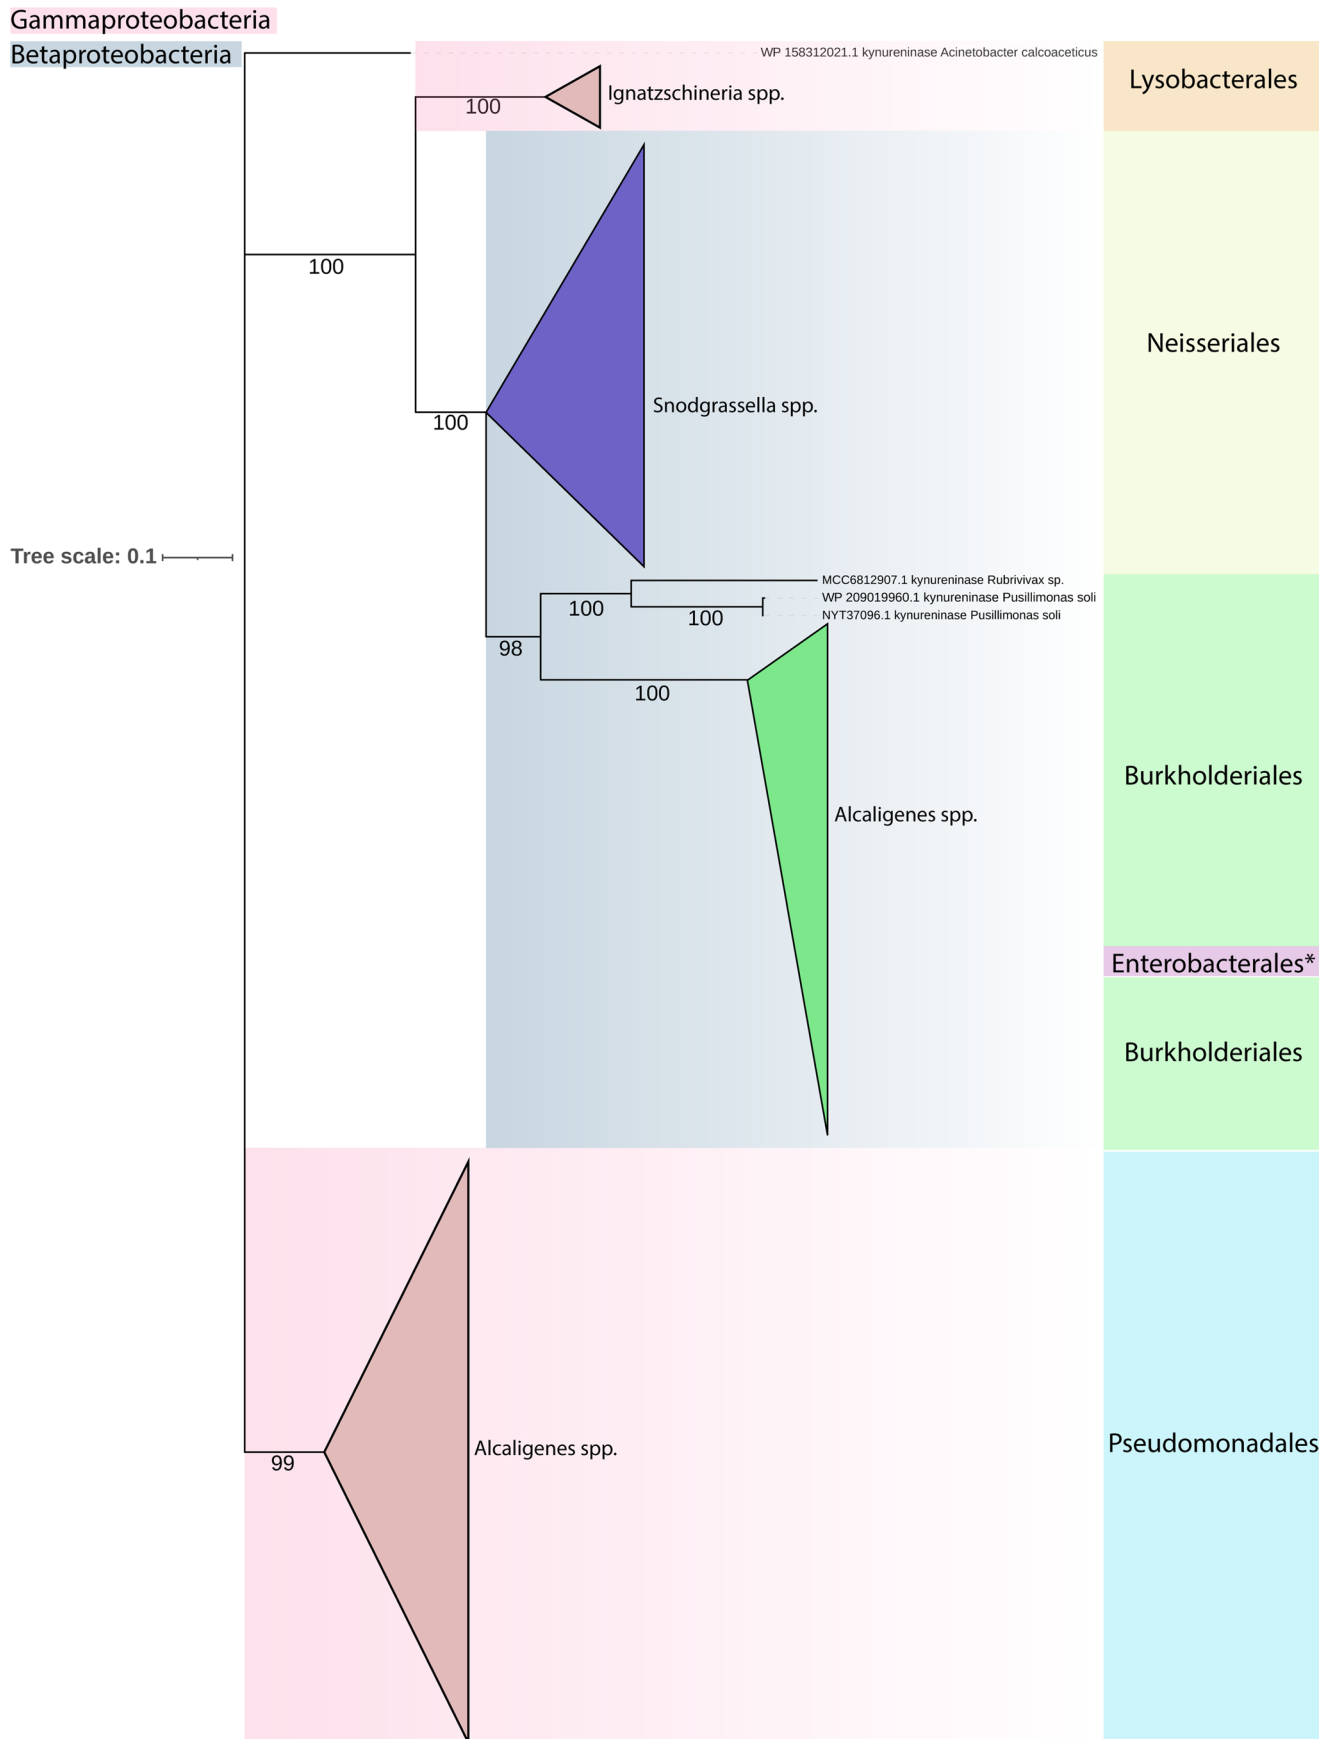 Gammaproteobacteria
Betaproteobacteria
WP 158312021.1 kynureninase Acinetobacter calcoaceticus
Lysobacterales
Ignatzschineria spp.
100
100
Neisseriales
Snodgrassella spp.
100
Tree scale: 0.1
MCC6812907.1 kynureninase Rubrivivax sp.
WP 209019960.1 kynureninase Pusillimonas soli
NYT37096.1 kynureninase Pusillimonas soli
100
100
98
100
Burkholderiales
Alcaligenes spp.
Enterobacterales*
Burkholderiales
Pseudomonadales
Alcaligenes spp.
99